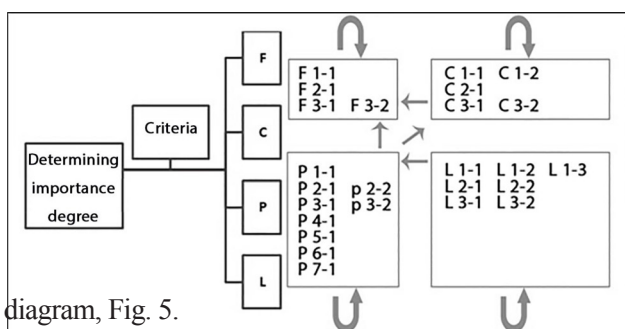 F
F 1-1
F 2-1
F 3-1 F 3-2
C 1-1 C 1-2
C 2-1
C 3-1 C 3-2
Criteria
C
Determining
importance
degree
P
P 1-1
P 2-1 p 2-2
P 3-1 p 3-2
P 4-1
P 5-1
P 6-1
P 7-1
L 1-1 L 1-2 L 1-3
L 2-1 L 2-2
L 3-1 L 3-2
L
diagram, Fig. 5.